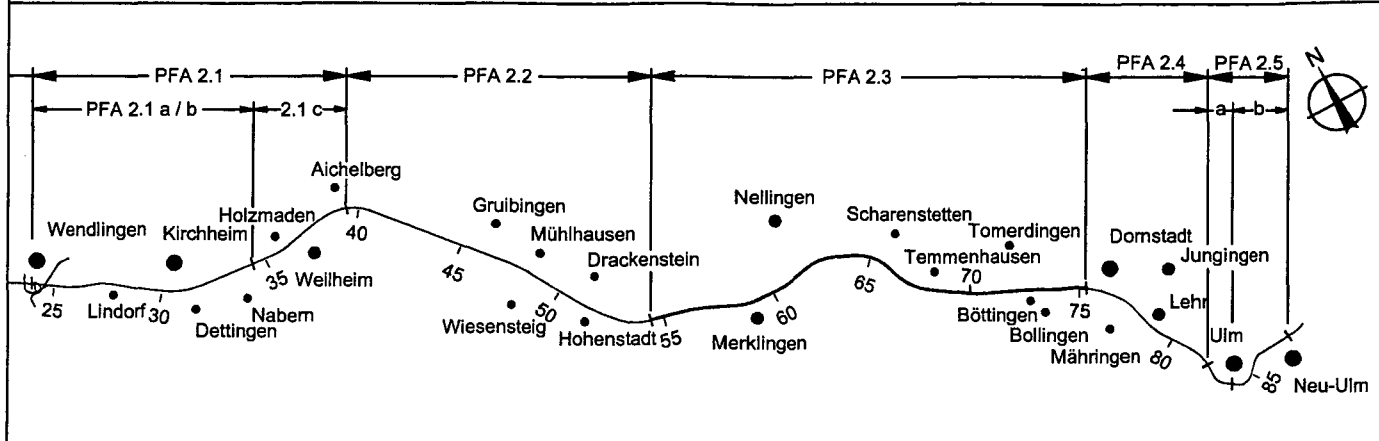 N
PFA 2.1
PFA 2.2
PFA 2.3
PFA 2.4
PFA 2.5
PFA 2.1 a / b
2.1 c
a
b
Aichelberg
Wendlingen
Kirchheim
Holzmaden
Weilheim
Lindorf
Dettingen
Nabern
Gruibingen
Mühlhausen
Drackenstein
Wiesensteig
Hohenstadt
Nellingen
Merklingen
Scharenstetten
Temmenhausen
Tomerdingen
Böttingen
Bollingen
Mähringen
Dornstadt
Jungingen
Lehr
Ulm
Neu-Ulm
25
30
35
40
45
50
55
60
65
70
75
80
85